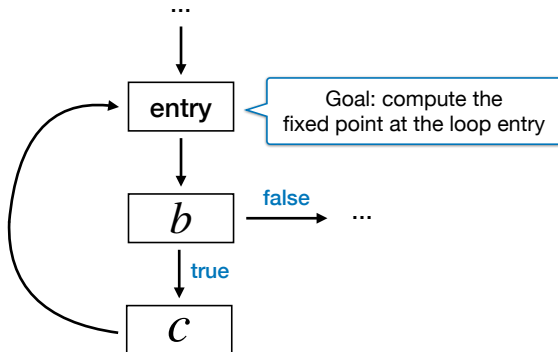 ...
entry
Goal: compute the
fixed point at the loop entry
b
false
...
true
c